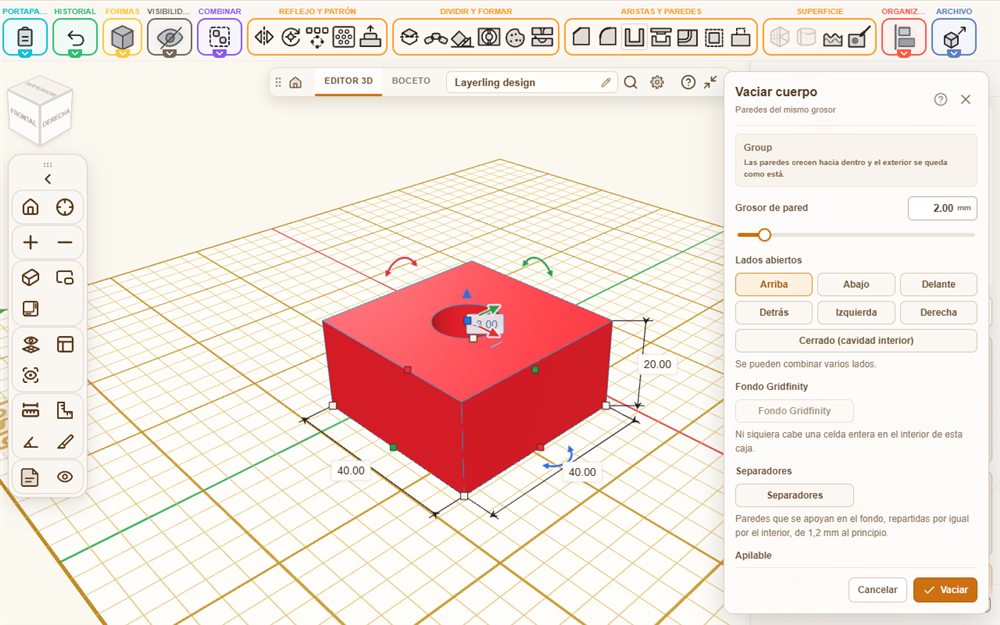 PORTAPA...
HISTORIAL
FORMAS
VISIBILID...
COMBINAR
REFLEJO Y PATRÓN
DIVIDIR Y FORMAR
ARISTAS Y PAREDES
SUPERFICIE
ORGANIZ...
ARCHIVO
EDITOR 3D
BOCETO
Layerling design
SUPERIOR
FRONTAL
DERECHA
Vaciar cuerpo
Paredes del mismo grosor
Group
Las paredes crecen hacia dentro y el exterior se queda
como está.
Grosor de pared
2.00 mm
Lados abiertos
Arriba
Abajo
Delante
Detrás
Izquierda
Derecha
Cerrado (cavidad interior)
Se pueden combinar varios lados.
Fondo Gridfinity
Fondo Gridfinity
Ni siquiera cabe una celda entera en el interior de esta
caja.
Separadores
Separadores
Paredes que se apoyan en el fondo, repartidas por igual
por el interior, de 1,2 mm al principio.
Apilable
Cancelar
Vaciar
-3.00
20.00
40.00
40.00